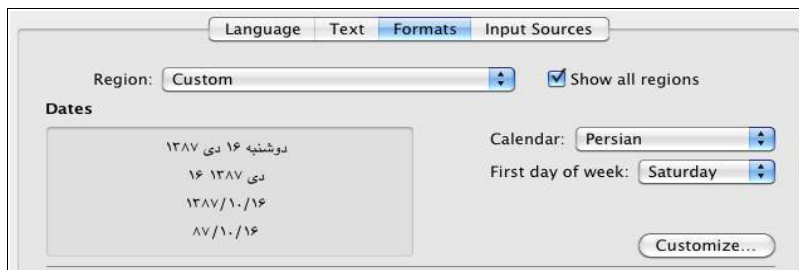 Language Text Formats Input Sources
Region: Custom Show all regions
Dates
دوشنبه ۱۶ دی ۱۳۸۷
Calendar: Persian
دی ۱۳۸۷ ۱۶
First day of week: Saturday
۱۳۸۷/۱۰/۱۶
۸۷/۱۰/۱۶
Customize...